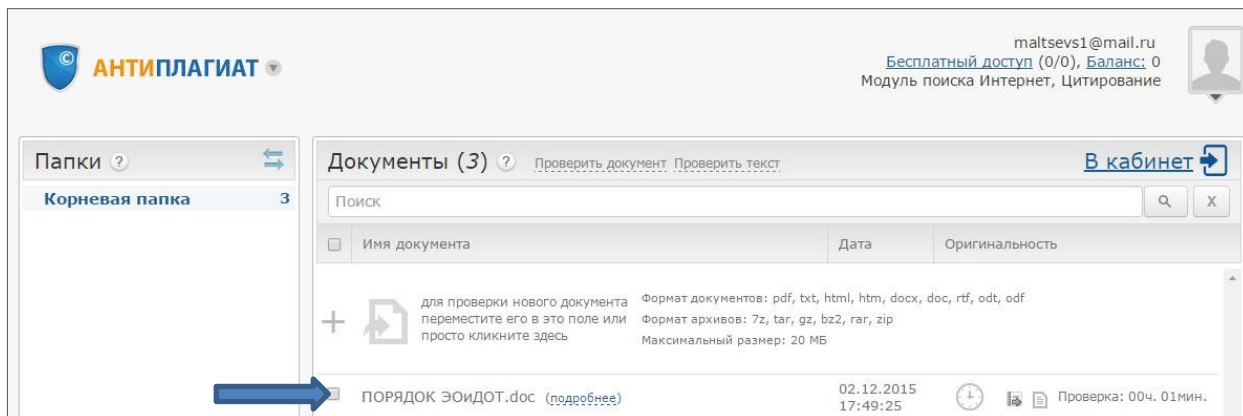 maltsevs1@mail.ru
© АНТИПЛАГИАТ
Бесплатный доступ (0/0), Баланс: 0
Модуль поиска Интернет, Цитирование
Папки ?
Документы (3) ? Проверить документ Проверить текст
В кабинет
Корневая папка 3
Поиск
X
Имя документа
Дата
Оригинальность
для проверки нового документа
переместите его в это поле или
просто кликните здесь
Формат документов: pdf, txt, html, htm, docx, doc, rtf, odt, odf
Формат архивов: 7z, tar, gz, bz2, rar, zip
Максимальный размер: 20 МБ
ПОРЯДОК ЭОиДОТ.doc (подробнее)
02.12.2015
17:49:25
Проверка: 00ч. 01мин.